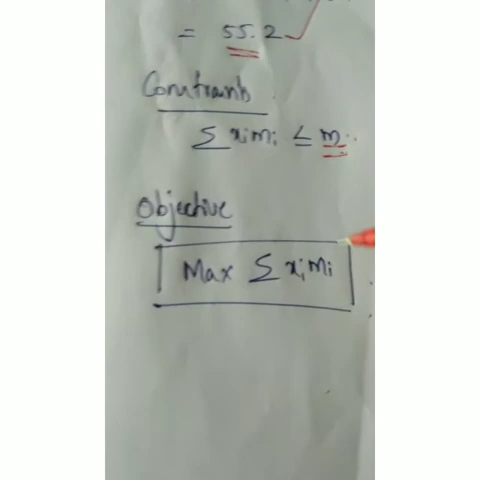 = 55.2
Constraints
∑ xᵢmᵢ ≤ m
Objective
Max ∑ xᵢmᵢ